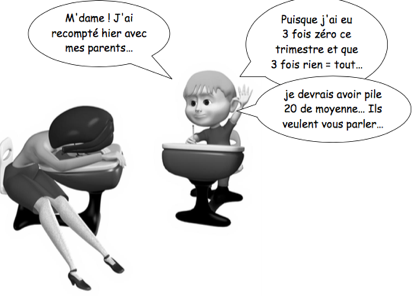 M'dame ! J'ai
recompté hier avec
mes parents...
Puisque j'ai eu
3 fois zéro ce
trimestre et que
3 fois rien = tout...
je devrais avoir pile
20 de moyenne... Ils
veulent vous parler...